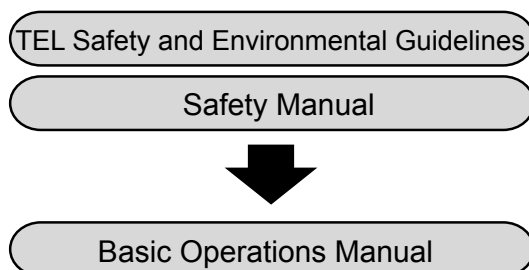 TEL Safety and Environmental Guidelines
Safety Manual
Basic Operations Manual